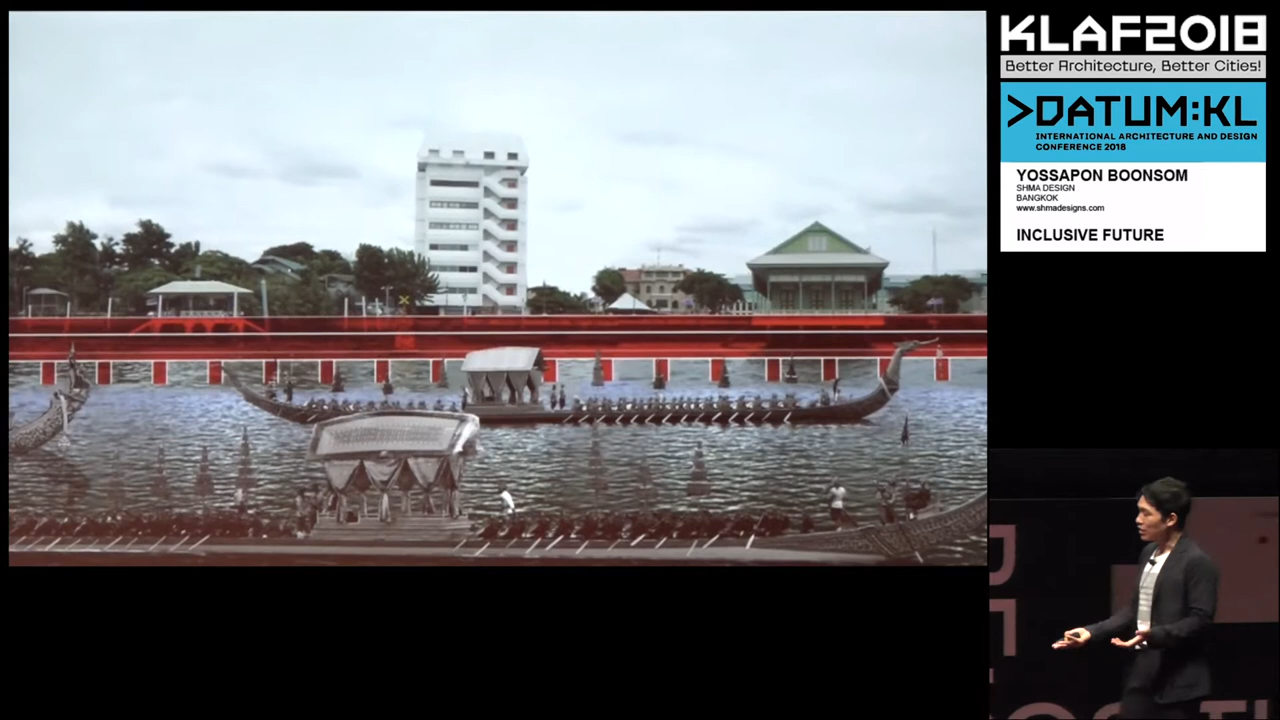 KLAF2018
Better Architecture, Better Cities!
>DATUM:KL
INTERNATIONAL ARCHITECTURE AND DESIGN
CONFERENCE 2018
YOSSAPON BOONSOM
SHMA DESIGN
BANGKOK
www.shmadesigns.com
INCLUSIVE FUTURE